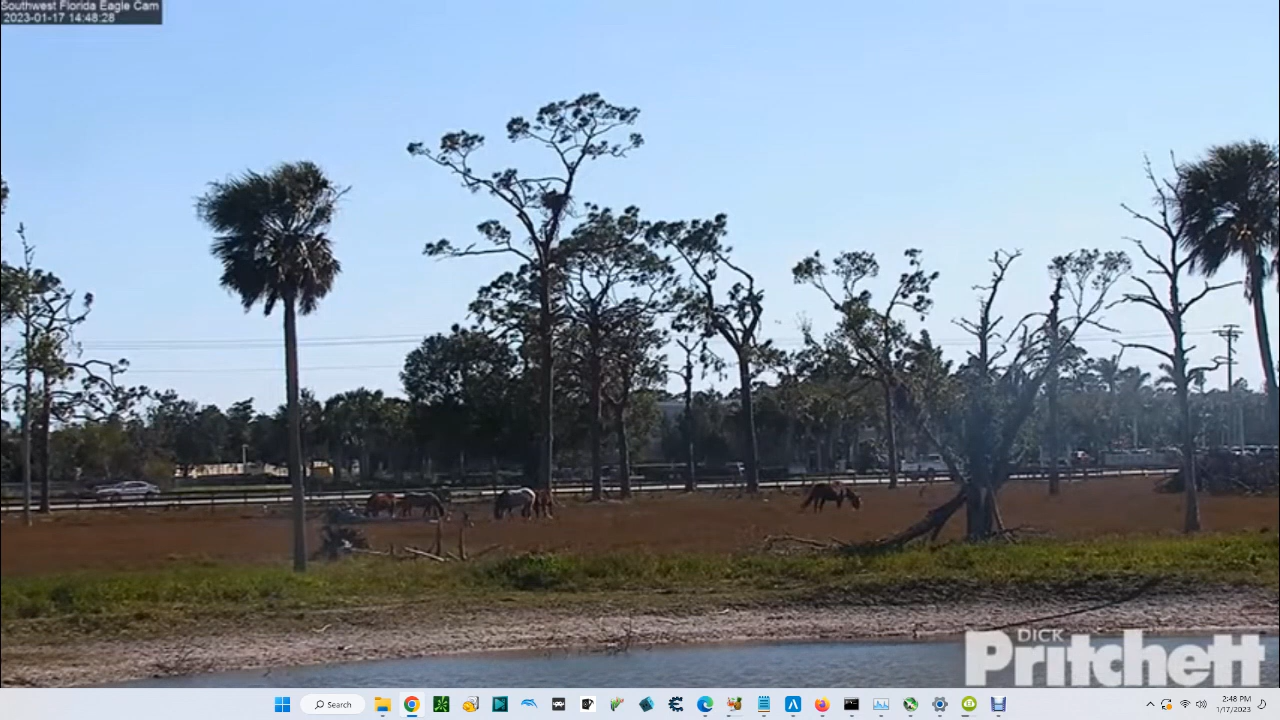 Southwest Florida Eagle Cam
2023-01-17 14:48:28
DICK
Pritchett
Search
2:48 PM
1/17/2023